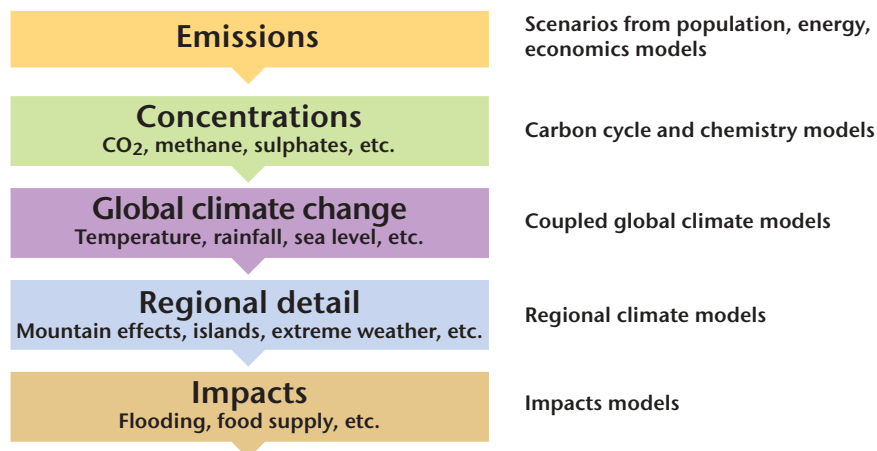 Emissions
Scenarios from population, energy,
economics models
Concentrations
CO2, methane, sulphates, etc.
Carbon cycle and chemistry models
Global climate change
Temperature, rainfall, sea level, etc.
Coupled global climate models
Regional detail
Mountain effects, islands, extreme weather, etc.
Regional climate models
Impacts
Flooding, food supply, etc.
Impacts models